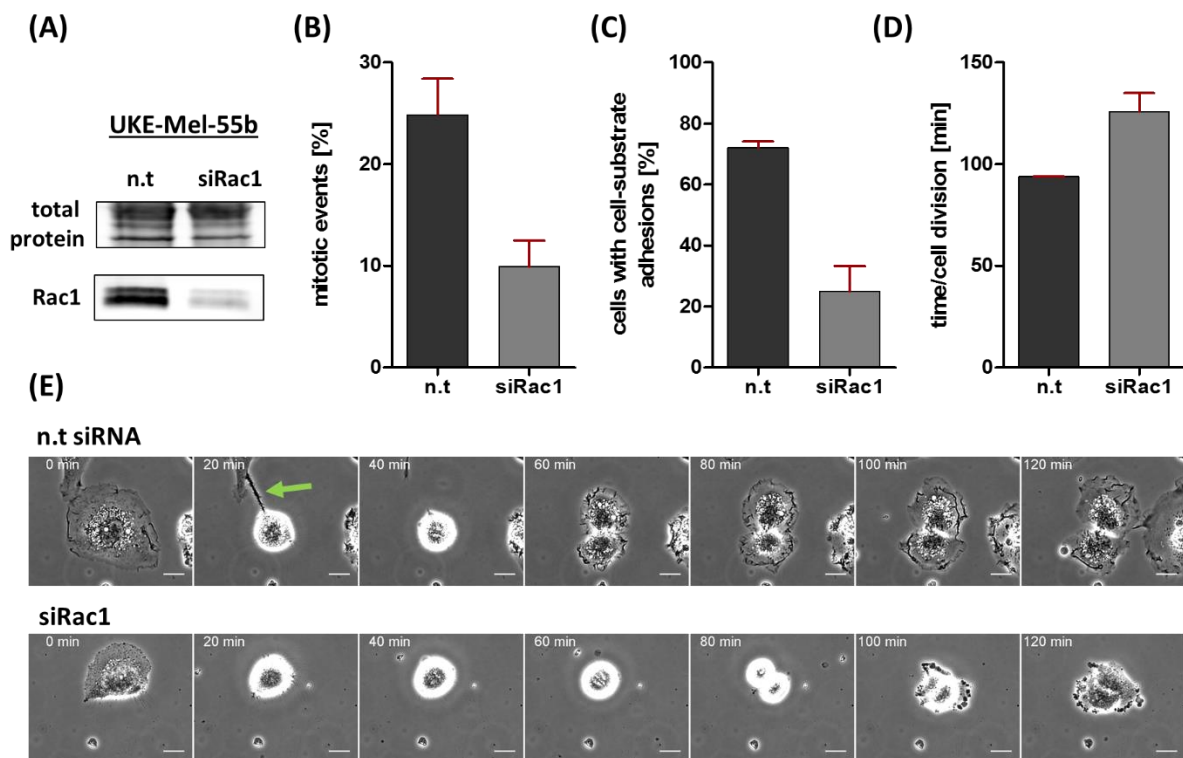 (A)
UKE-Mel-55b
n.t siRac1
total
protein
Rac1
(B)
mitotic events [%]
30
20
10
0
n.t siRac1
(C)
cells with cell-substrate
adhesions [%]
100
80
60
40
20
0
n.t siRac1
(D)
time/cell division [min]
150
100
50
0
n.t siRac1
(E)
n.t siRNA
0 min 20 min 40 min 60 min 80 min 100 min 120 min
siRac1
0 min 20 min 40 min 60 min 80 min 100 min 120 min